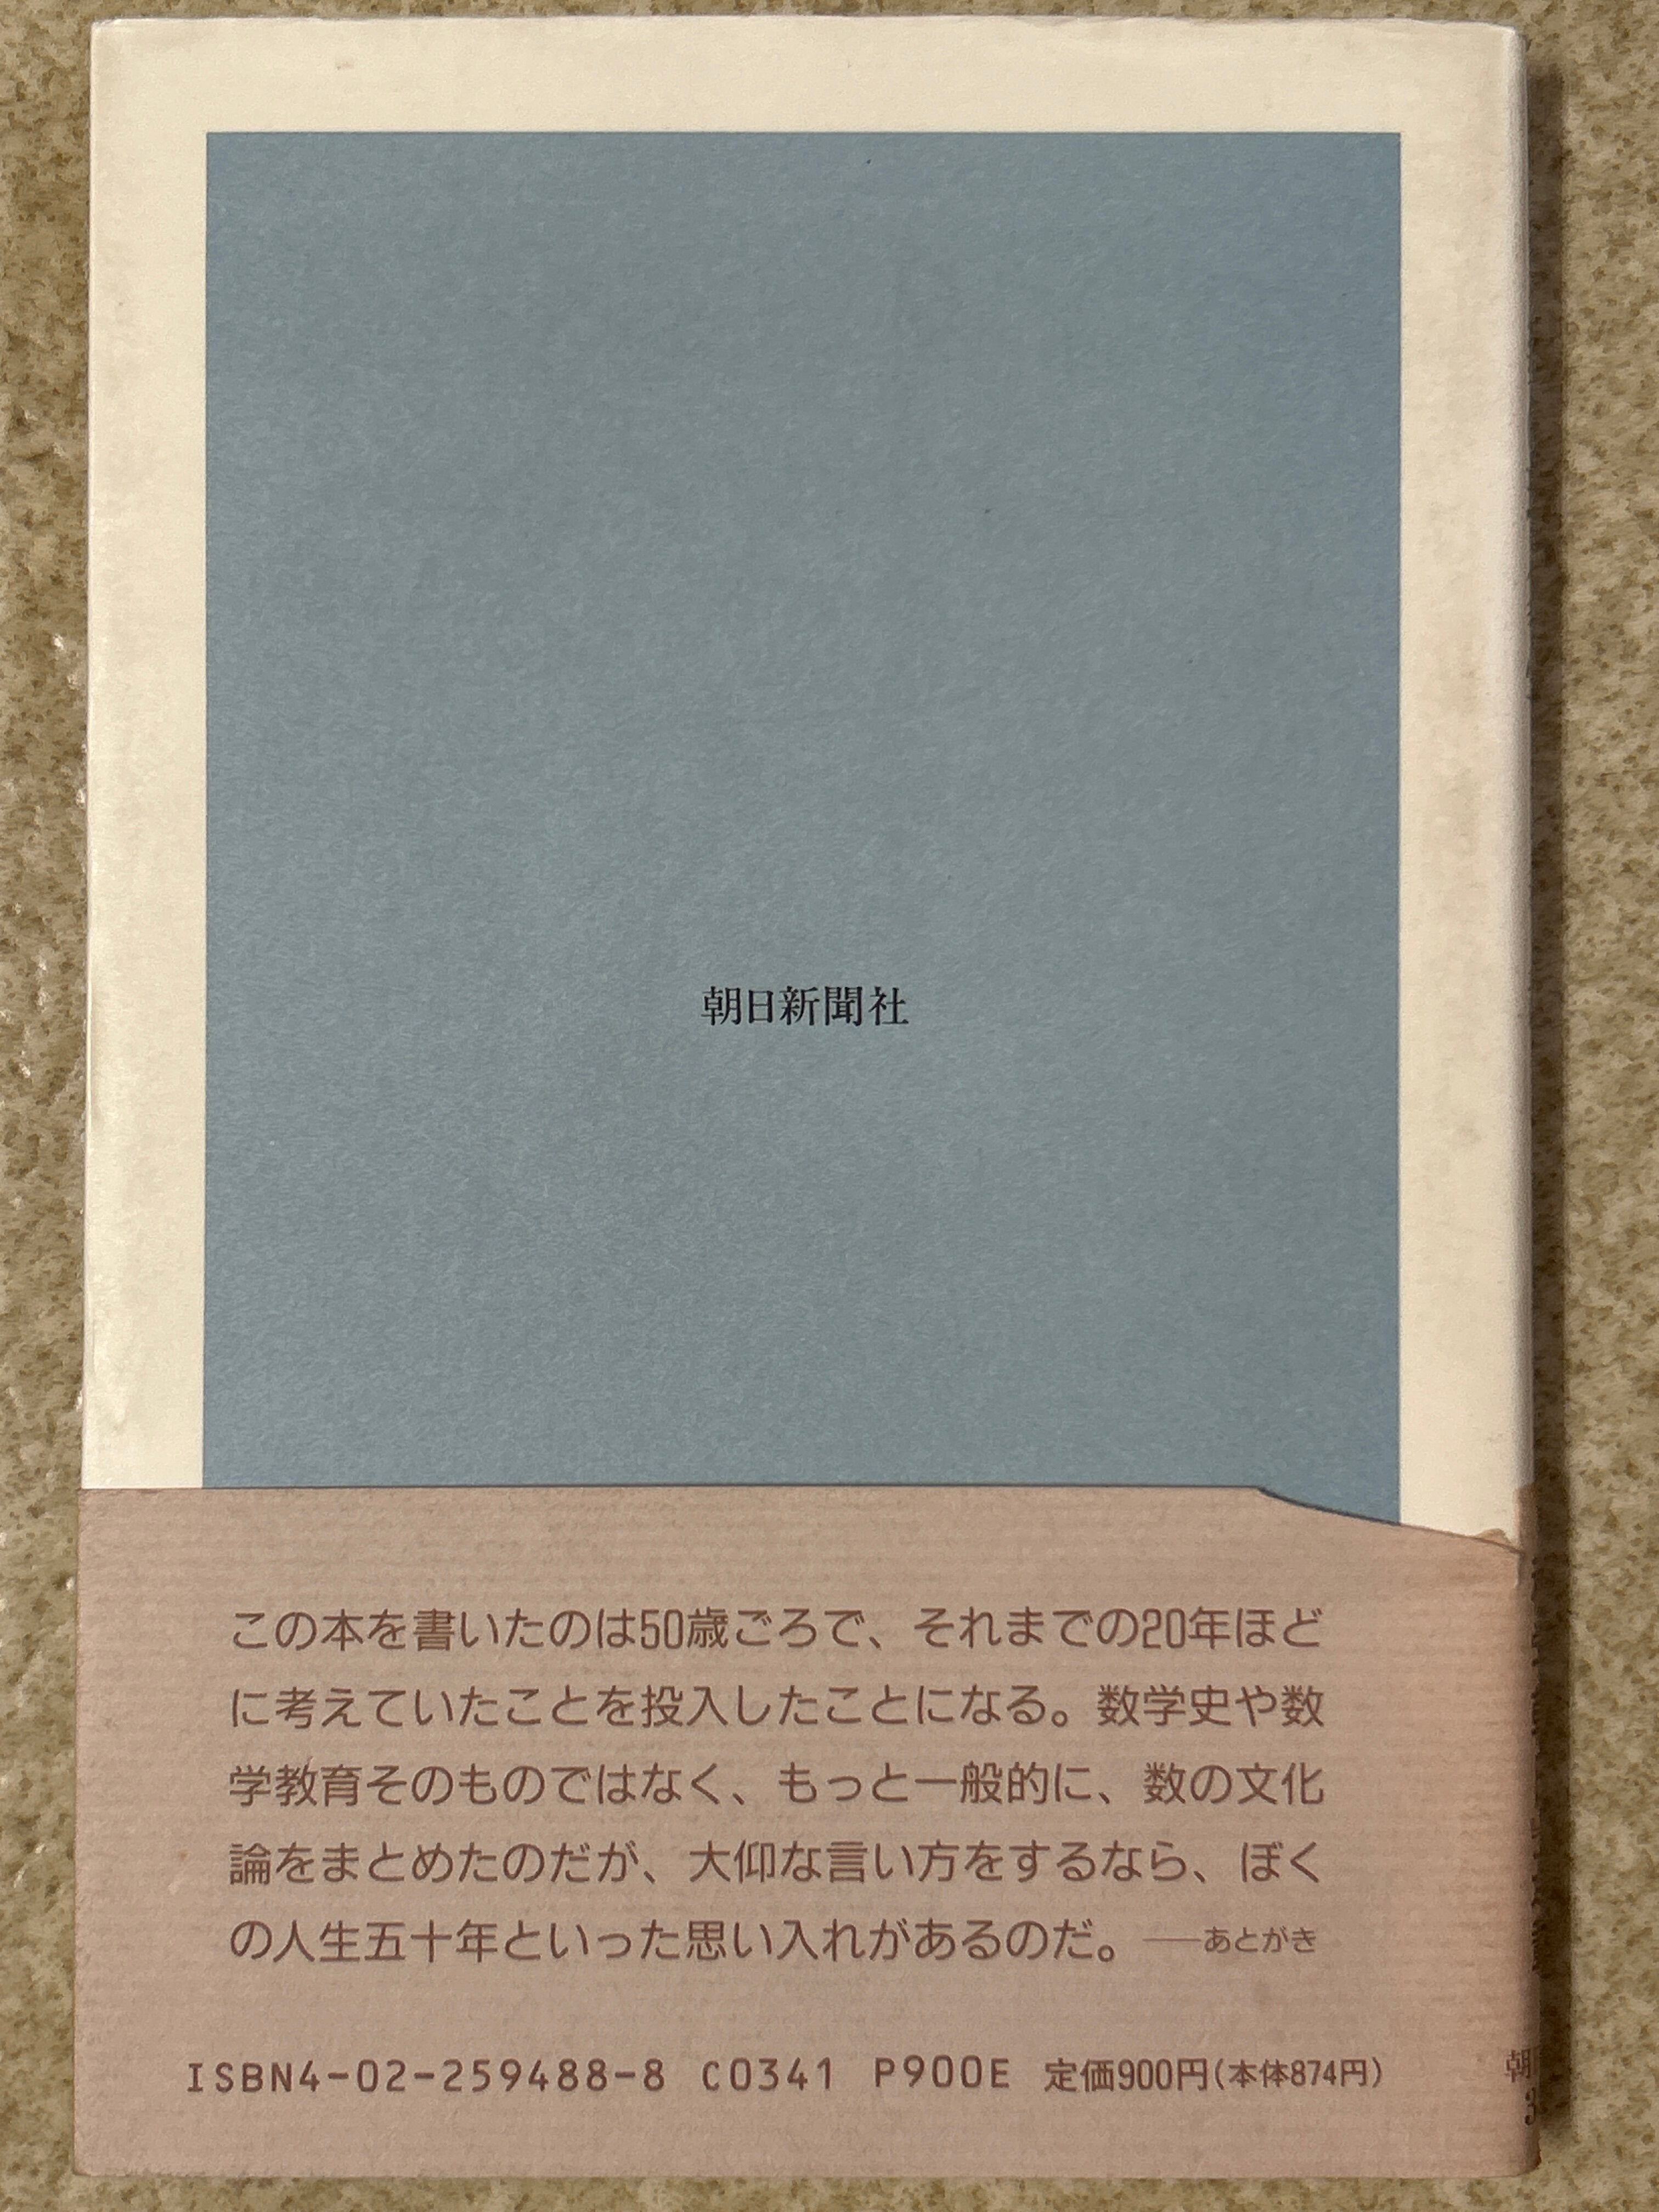 朝日新聞社
この本を書いたのは50歳ごろで、それまでの20年ほど
に考えていたことを投入したことになる。数学史や数
学教育そのものではなく、もっと一般的に、数の文化
論をまとめたのだが、大仰な言い方をするなら、ぼく
の人生五十年といった思い入れがあるのだ。——あとがき
ISBN4-02-259488-8 C0341 P900E 定価900円(本体874円)
朝
3